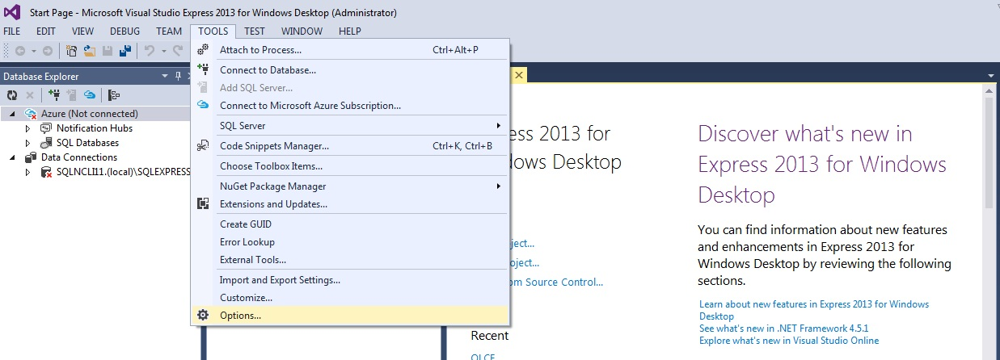 Start Page - Microsoft Visual Studio Express 2013 for Windows Desktop (Administrator)
FILE EDIT VIEW DEBUG TEAM TOOLS TEST WINDOW HELP
Database Explorer
Azure (Not connected)
Notification Hubs
SQL Databases
Data Connections
SQLNCLI11.(local)\SQLEXPRESS
Attach to Process... Ctrl+Alt+P
Connect to Database...
Add SQL Server...
Connect to Microsoft Azure Subscription...
SQL Server
Code Snippets Manager... Ctrl+K, Ctrl+B
Choose Toolbox Items...
NuGet Package Manager
Extensions and Updates...
Create GUID
Error Lookup
External Tools...
Import and Export Settings...
Customize...
Options...
ess 2013 for
dows Desktop
ject...
oject...
om Source Control...
Recent
OLCE
Discover what's new in
Express 2013 for Windows
Desktop
You can find information about new features
and enhancements in Express 2013 for
Windows Desktop by reviewing the following
sections.
Learn about new features in Express 2013 for Windows
Desktop
See what's new in .NET Framework 4.5.1
Explore what's new in Visual Studio Online